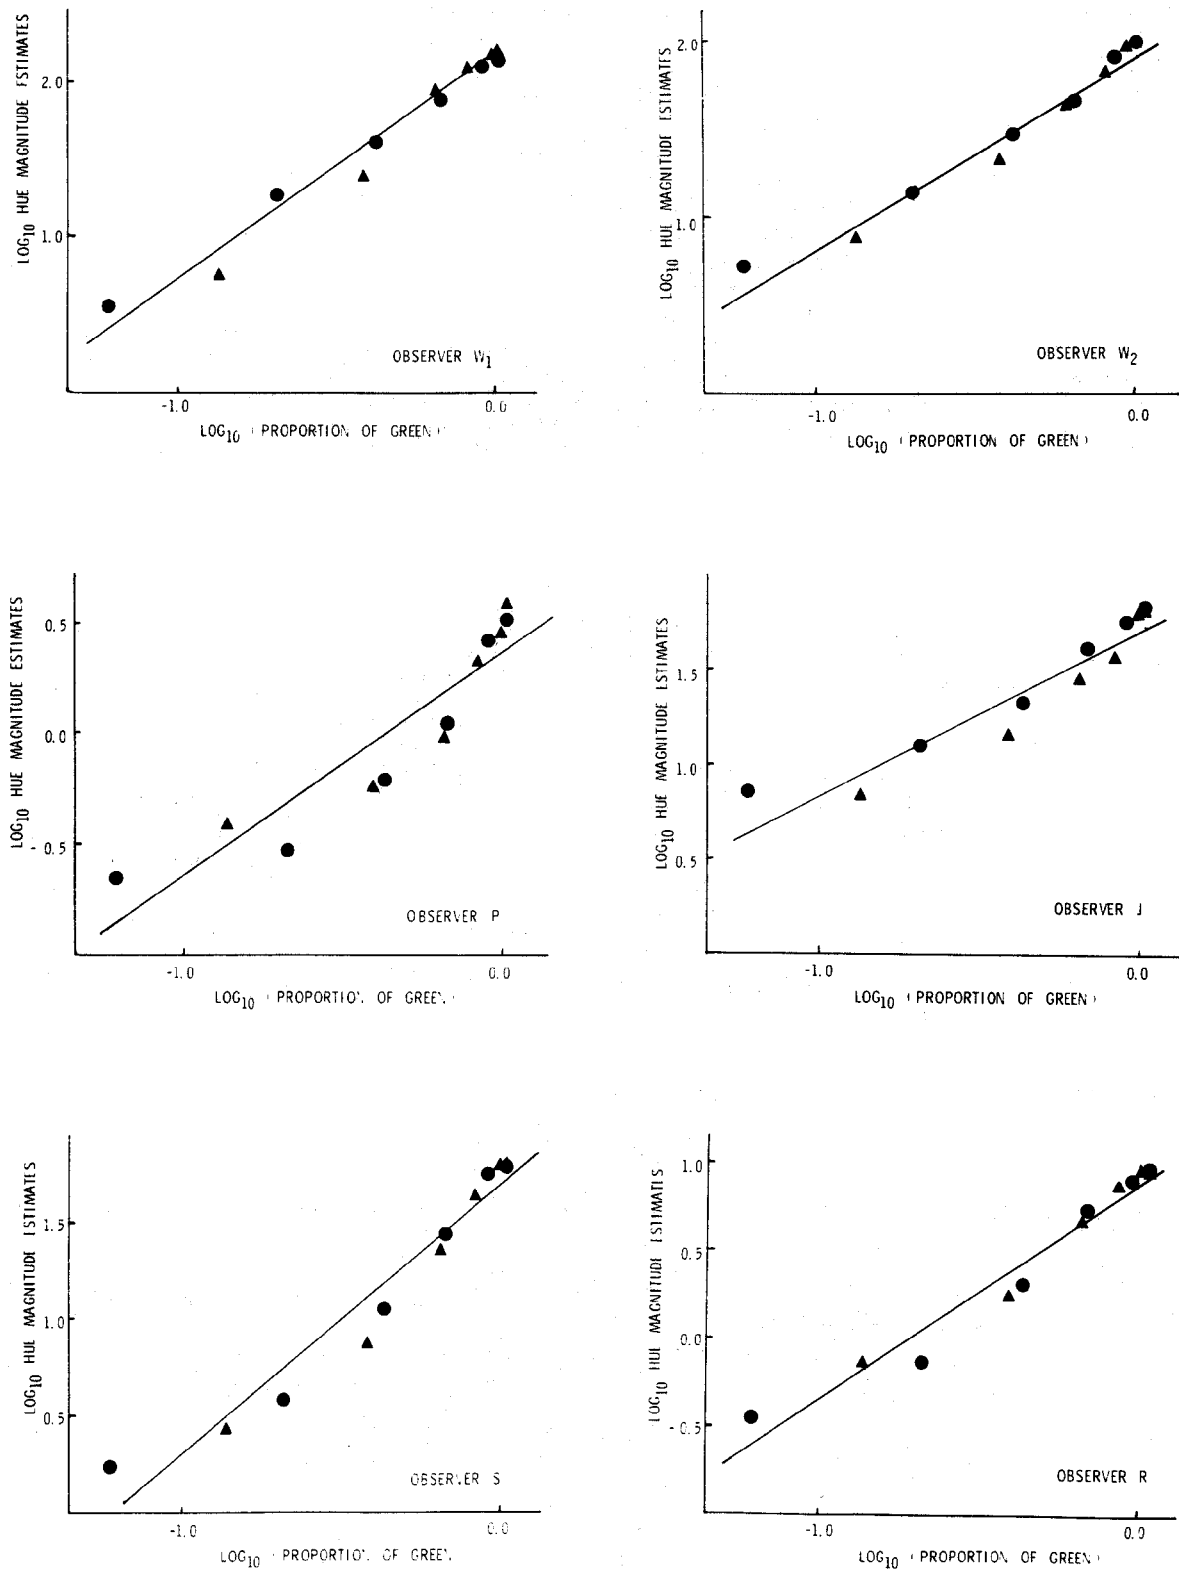 LOG10 HUE MAGNITUDE ESTIMATES
2.0
1.0
OBSERVER W1
-1.0
0.0
LOG10 (PROPORTION OF GREEN)
LOG10 HUE MAGNITUDE ESTIMATES
2.0
1.0
OBSERVER W2
-1.0
0.0
LOG10 (PROPORTION OF GREEN)
LOG10 HUE MAGNITUDE ESTIMATES
0.5
0.0
-0.5
OBSERVER P
-1.0
0.0
LOG10 (PROPORTION OF GREEN)
LOG10 HUE MAGNITUDE ESTIMATES
1.5
1.0
0.5
OBSERVER J
-1.0
0.0
LOG10 (PROPORTION OF GREEN)
LOG10 HUE MAGNITUDE ESTIMATES
1.5
1.0
0.5
OBSERVER S
-1.0
0.0
LOG10 (PROPORTION OF GREEN)
LOG10 HUE MAGNITUDE ESTIMATES
1.0
0.5
0.0
-0.5
OBSERVER R
-1.0
0.0
LOG10 (PROPORTION OF GREEN)